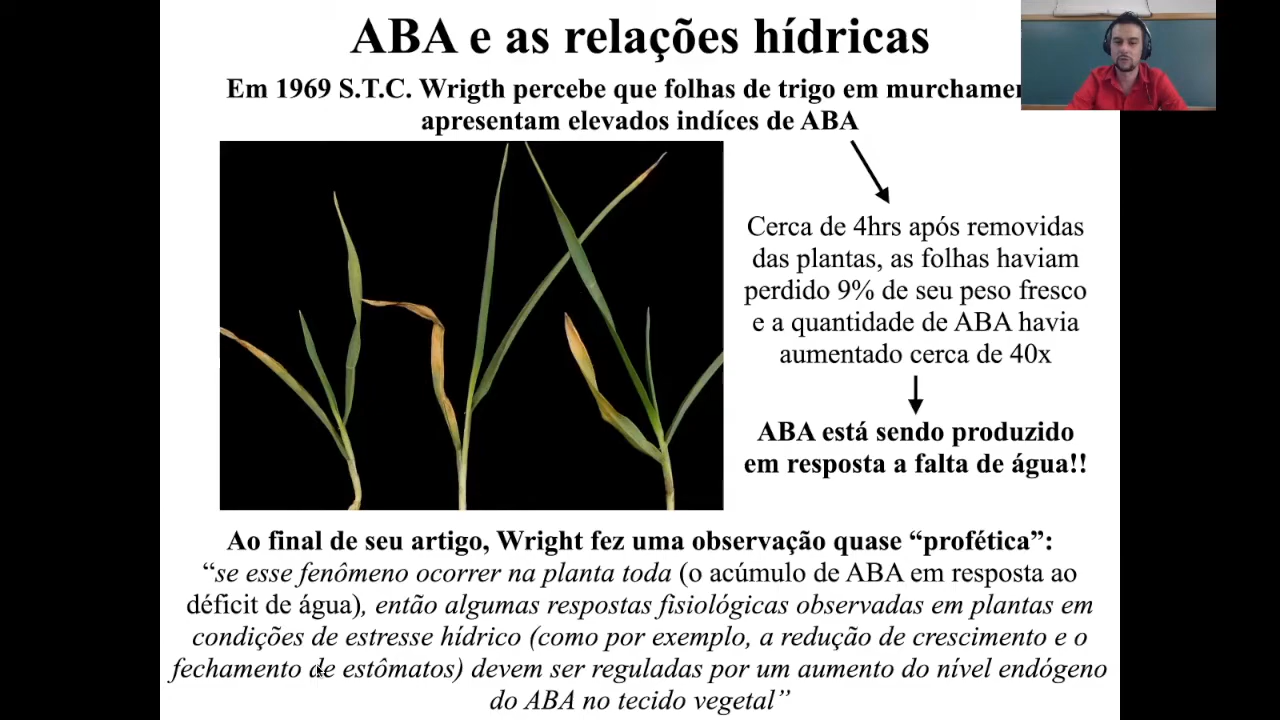 ABA e as relações hídricas
Em 1969 S.T.C. Wrigth percebe que folhas de trigo em
apresentam elevados indíces de ABA
Cerca de 4hrs após removidas
das plantas, as folhas haviam
perdido 9% de seu peso fresco
e a quantidade de ABA havia
aumentado cerca de 40x
ABA está sendo produzido
em resposta a falta de água!!
Ao final de seu artigo, Wright fez uma observação quase “profética”:
“se esse fenômeno ocorrer na planta toda (o acúmulo de ABA em resposta ao
déficit de água), então algumas respostas fisiológicas observadas em plantas em
condições de estresse hídrico (como por exemplo, a redução de crescimento e o
fechamento de estômatos) devem ser reguladas por um aumento do nível endógeno
do ABA no tecido vegetal”